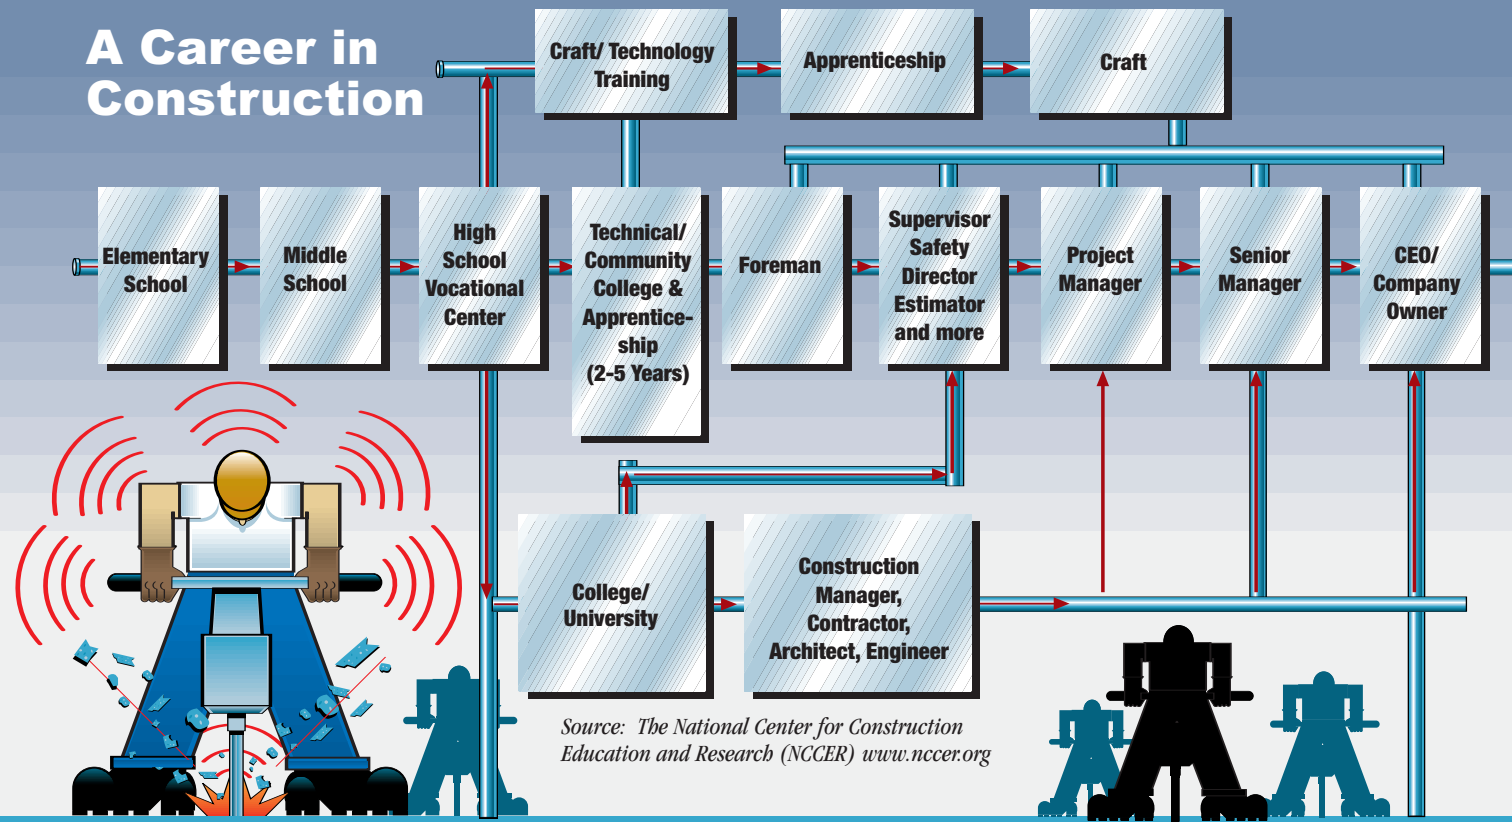 A Career in
Construction
Craft/ Technology
Training
Apprenticeship
Craft
Elementary
School
Middle
School
High
School
Vocational
Center
Technical/
Community
College &
Apprentice-
ship
(2-5 Years)
Foreman
Supervisor
Safety
Director
Estimator
and more
Project
Manager
Senior
Manager
CEO/
Company
Owner
College/
University
Construction
Manager,
Contractor,
Architect, Engineer
Source: The National Center for Construction
Education and Research (NCCER) www.nccer.org